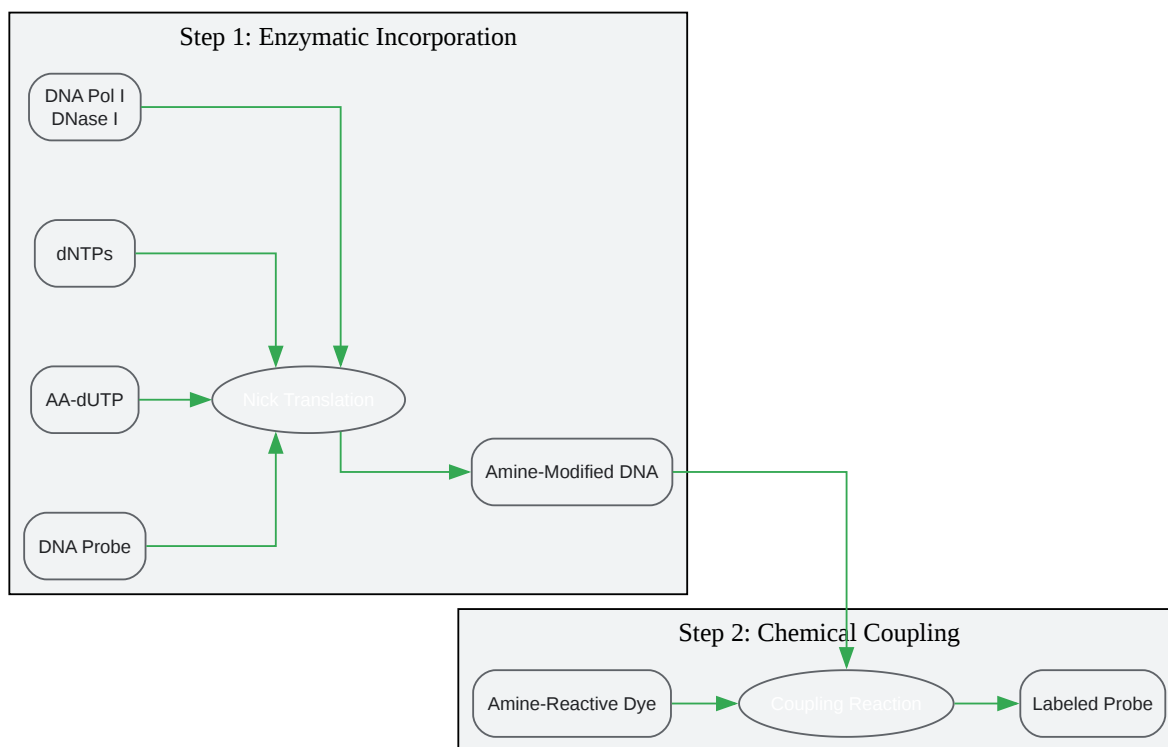 Step 1: Enzymatic Incorporation
DNA Pol I
DNase I
dNTPs
AA-dUTP
Nick Translation
Amine-Modified DNA
DNA Probe
Step 2: Chemical Coupling
Amine-Reactive Dye
Coupling Reaction
Labeled Probe